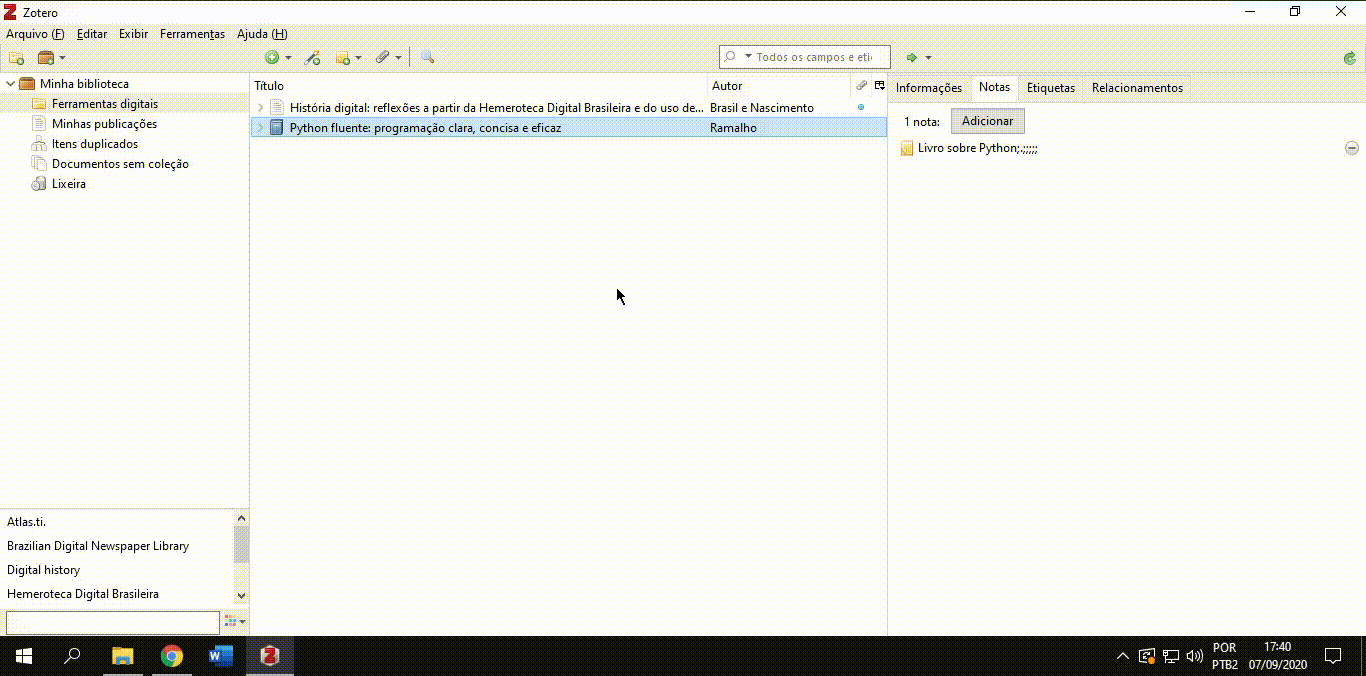 Zotero
Arquivo (F) Editar Exibir Ferramentas Ajuda (H)
Todos os campos e eti
Minha biblioteca
Ferramentas digitais
Minhas publicações
Itens duplicados
Documentos sem coleção
Lixeira
Atlas.ti.
Brazilian Digital Newspaper Library
Digital history
Hemeroteca Digital Brasileira
Título Autor
História digital: reflexões a partir da Hemeroteca Digital Brasileira e do uso de... Brasil e Nascimento
Python fluente: programação clara, concisa e eficaz Ramalho
Informações Notas Etiquetas Relacionamentos
1 nota: Adicionar
Livro sobre Python;.;;;;;
POR 17:40
PTB2 07/09/2020